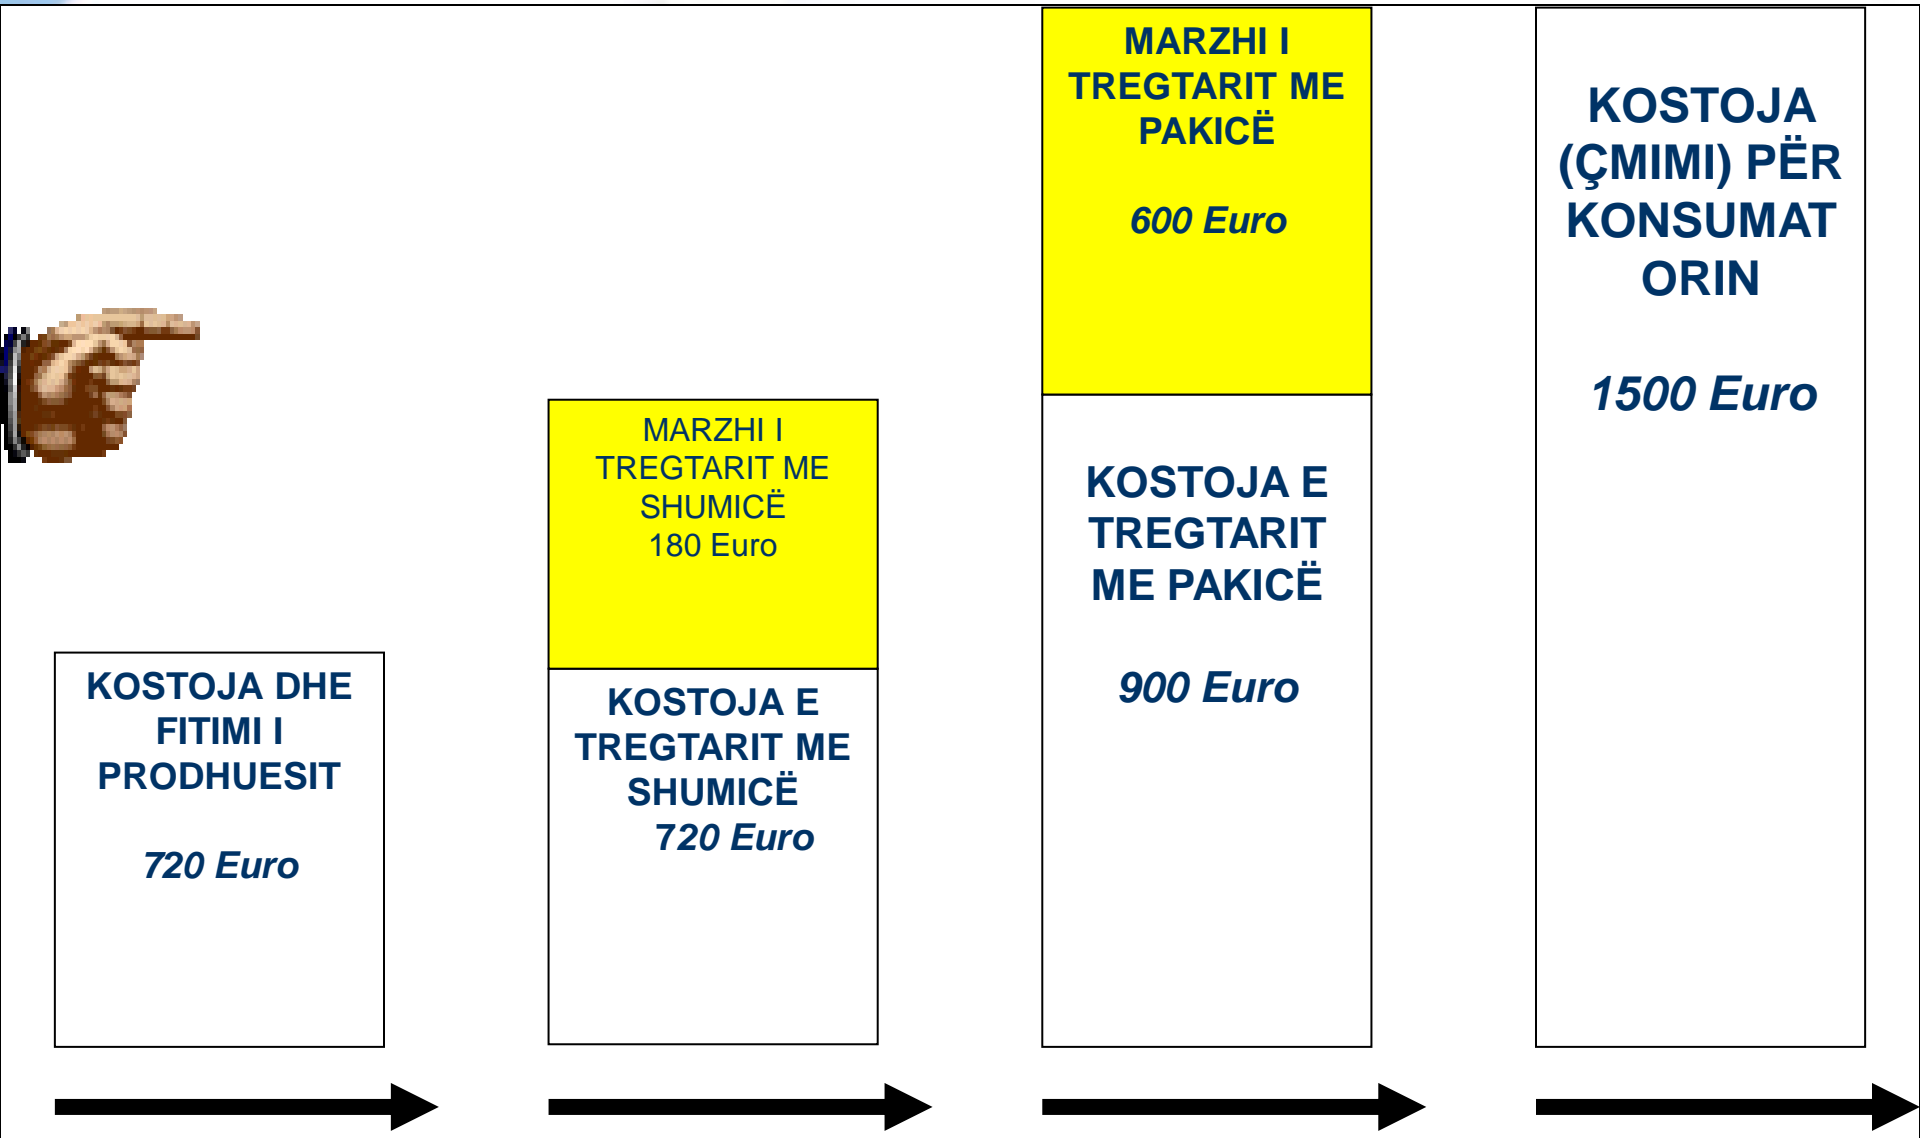 KOSTOJA DHE
FITIMI I
PRODHUESIT
720 Euro
MARZHI I
TREGTARIT ME
SHUMICË
180 Euro
KOSTOJA E
TREGTARIT ME
SHUMICË
720 Euro
MARZHI I
TREGTARIT ME
PAKICË
600 Euro
KOSTOJA E
TREGTARIT
ME PAKICË
900 Euro
KOSTOJA
(ÇMIMI) PËR
KONSUMAT
ORIN
1500 Euro